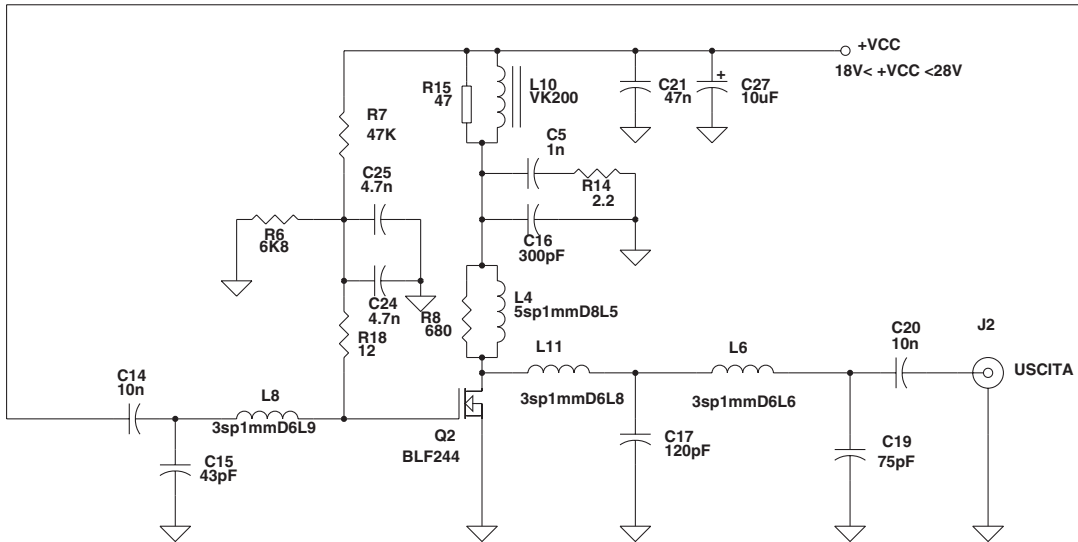 +VCC
18V< +VCC <28V
R15
47
L10
VK200
C21
47n
+
C27
10uF
R7
47K
C5
1n
C25
4.7n
R14
2.2
R6
6K8
C16
300pF
C24
4.7n
L4
5sp1mmD8L5
R8
680
R18
12
C20
10n
J2
L11
L6
USCITA
C14
10n
L8
3sp1mmD6L9
3sp1mmD6L8
3sp1mmD6L6
Q2
BLF244
C15
43pF
C17
120pF
C19
75pF